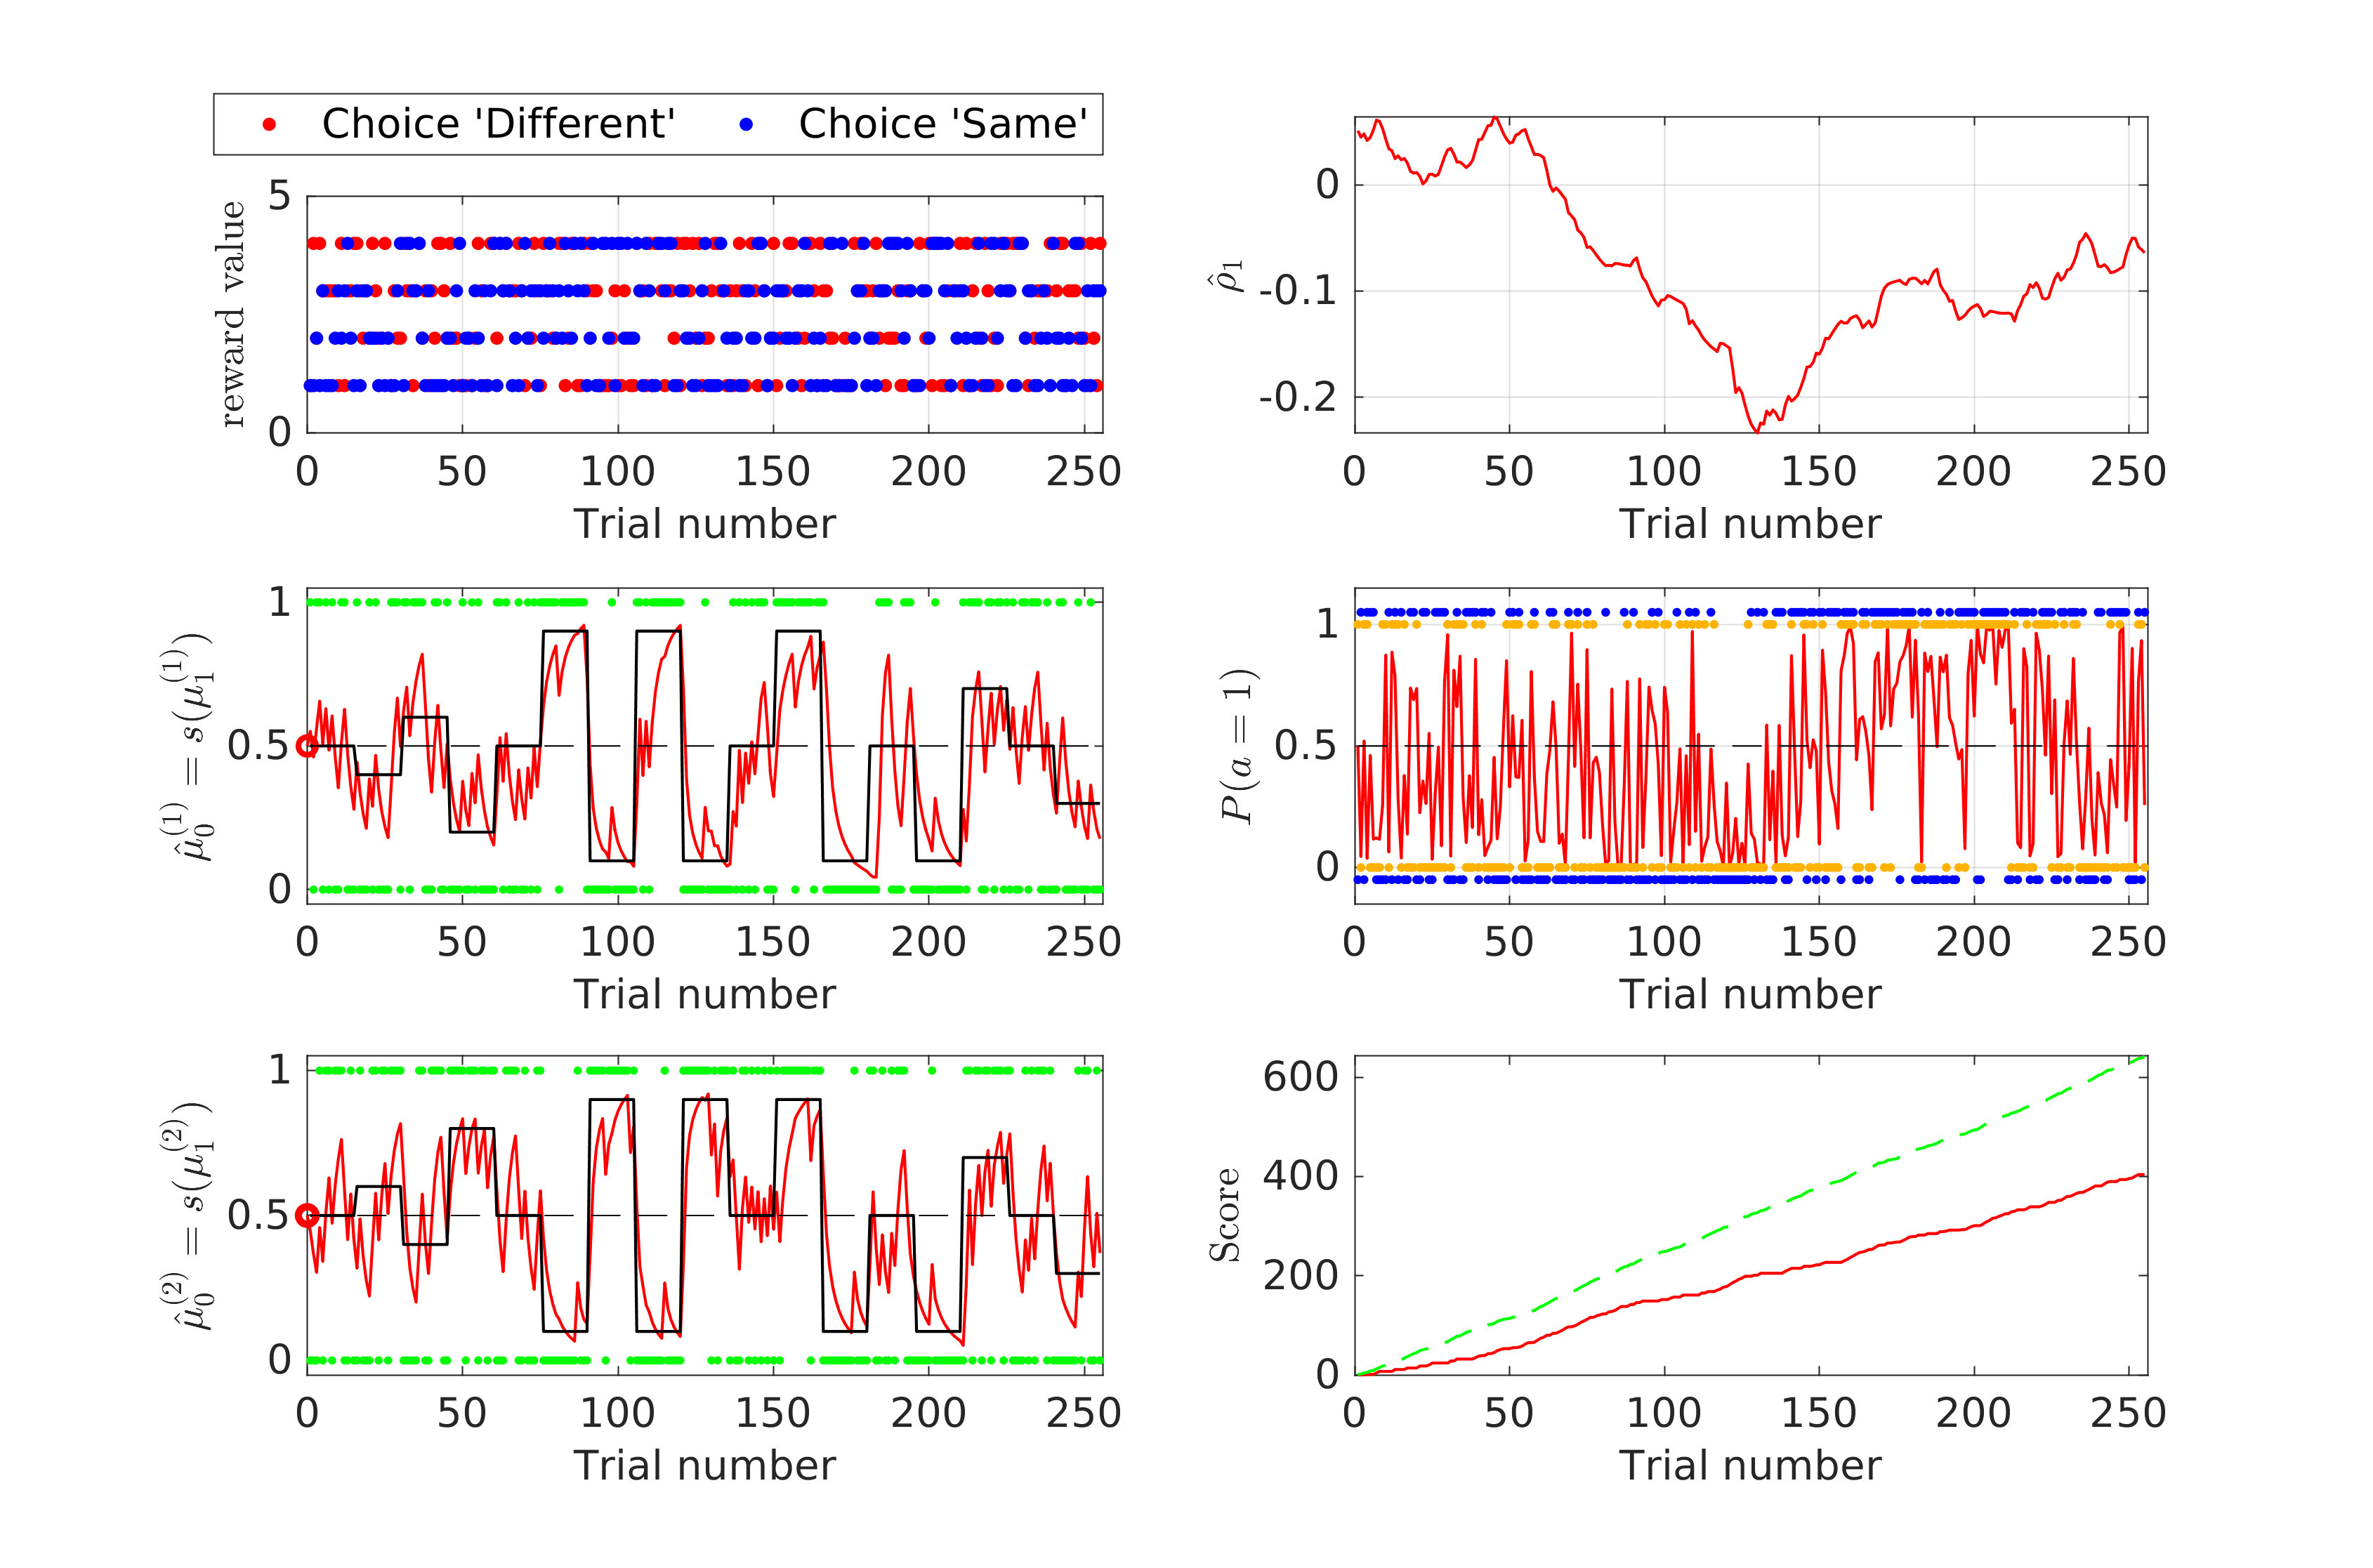 Choice 'Different' Choice 'Same'
5
0
reward value
0 50 100 150 200 250
Trial number
0
-0.1
-0.2
ρ̂₁
0 50 100 150 200 250
Trial number
1
0.5
0
μ̂₀⁽¹⁾ = s(μ₁⁽¹⁾)
0 50 100 150 200 250
Trial number
1
0.5
0
P(a = 1)
0 50 100 150 200 250
Trial number
1
0.5
0
μ̂₀⁽²⁾ = s(μ₁⁽²⁾)
0 50 100 150 200 250
Trial number
600
400
200
0
Score
0 50 100 150 200 250
Trial number